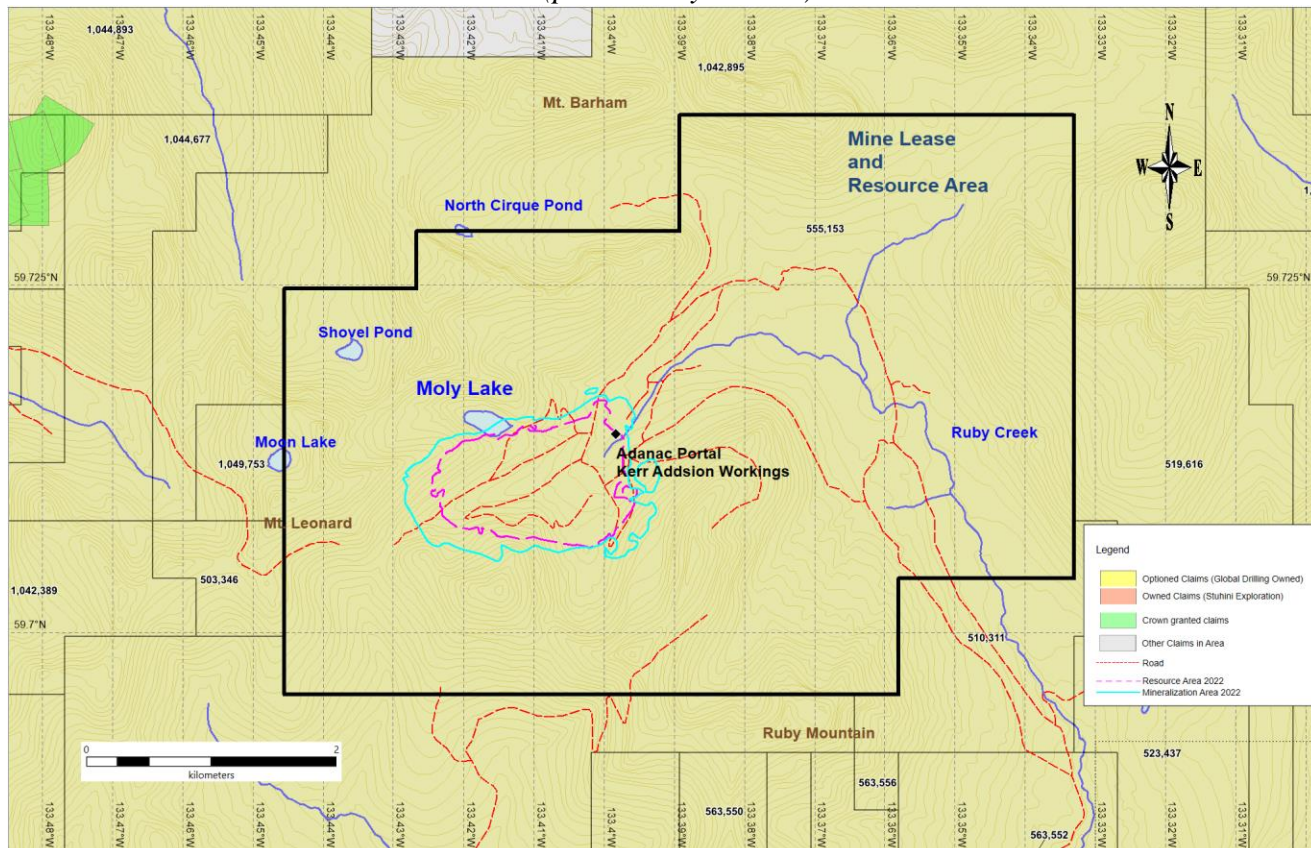 133.48°W
133.47°W
133.46°W
133.45°W
133.44°W
133.43°W
133.42°W
133.41°W
133.4°W
133.39°W
133.38°W
133.37°W
133.36°W
133.35°W
133.34°W
133.33°W
133.32°W
133.31°W
1,044,893
1,042,895
Mt. Barham
1,044,677
Mine Lease
and
Resource Area
N
W
E
S
North Cirque Pond
555,153
59.725°N
59.725°N
Shovel Pond
Moly Lake
Moon Lake
1,049,753
Adanac Portal
Kerr Addsion Workings
Ruby Creek
519,616
Mt. Leonard
503,346
1,042,389
59.7°N
510,311
Legend
Optioned Claims (Global Drilling Owned)
Owned Claims (Stuhini Exploration)
Crown granted claims
Other Claims in Area
Road
Resource Area 2022
Mineralization Area 2022
Ruby Mountain
523,437
0
2
kilometers
563,556
563,550
563,552
133.48°W
133.47°W
133.46°W
133.45°W
133.44°W
133.43°W
133.42°W
133.41°W
133.4°W
133.39°W
133.38°W
133.37°W
133.36°W
133.35°W
133.34°W
133.33°W
133.32°W
133.31°W